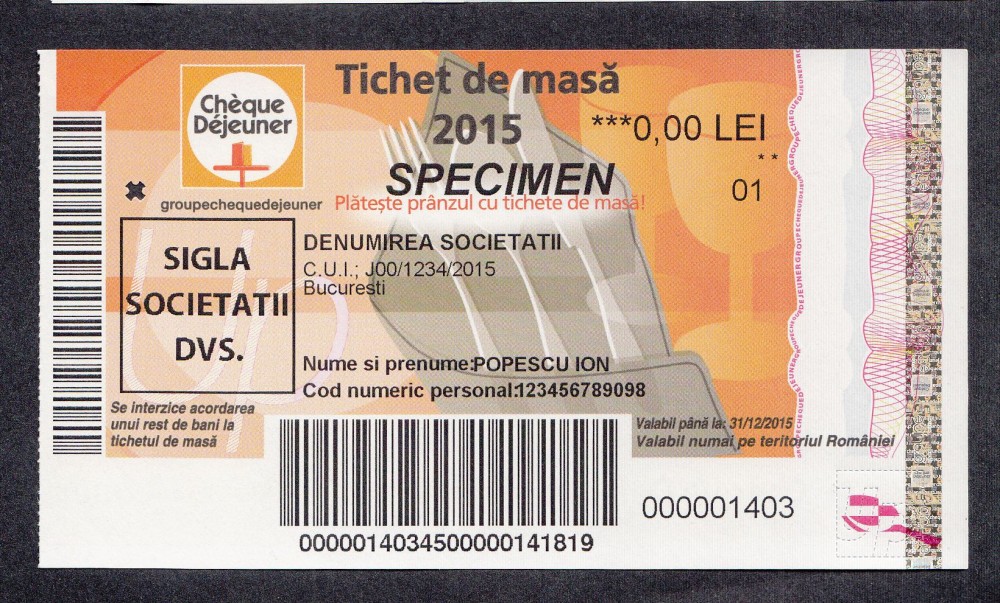 Tichet de masă
2015
SPECIMEN
Plătește prânzul cu tichete de masă!
***0,00 LEI
**
01
Chèque
Déjeuner
groupechequedejeuner
SIGLA
SOCIETATII
DVS.
DENUMIREA SOCIETATII
C.U.I.; J00/1234/2015
Bucuresti
Nume si prenume:POPESCU ION
Cod numeric personal:123456789098
Se interzice acordarea
unui rest de bani la
tichetul de masă
Valabil până la: 31/12/2015
Valabil numai pe teritoriul României
000001403
0000014034500000141819